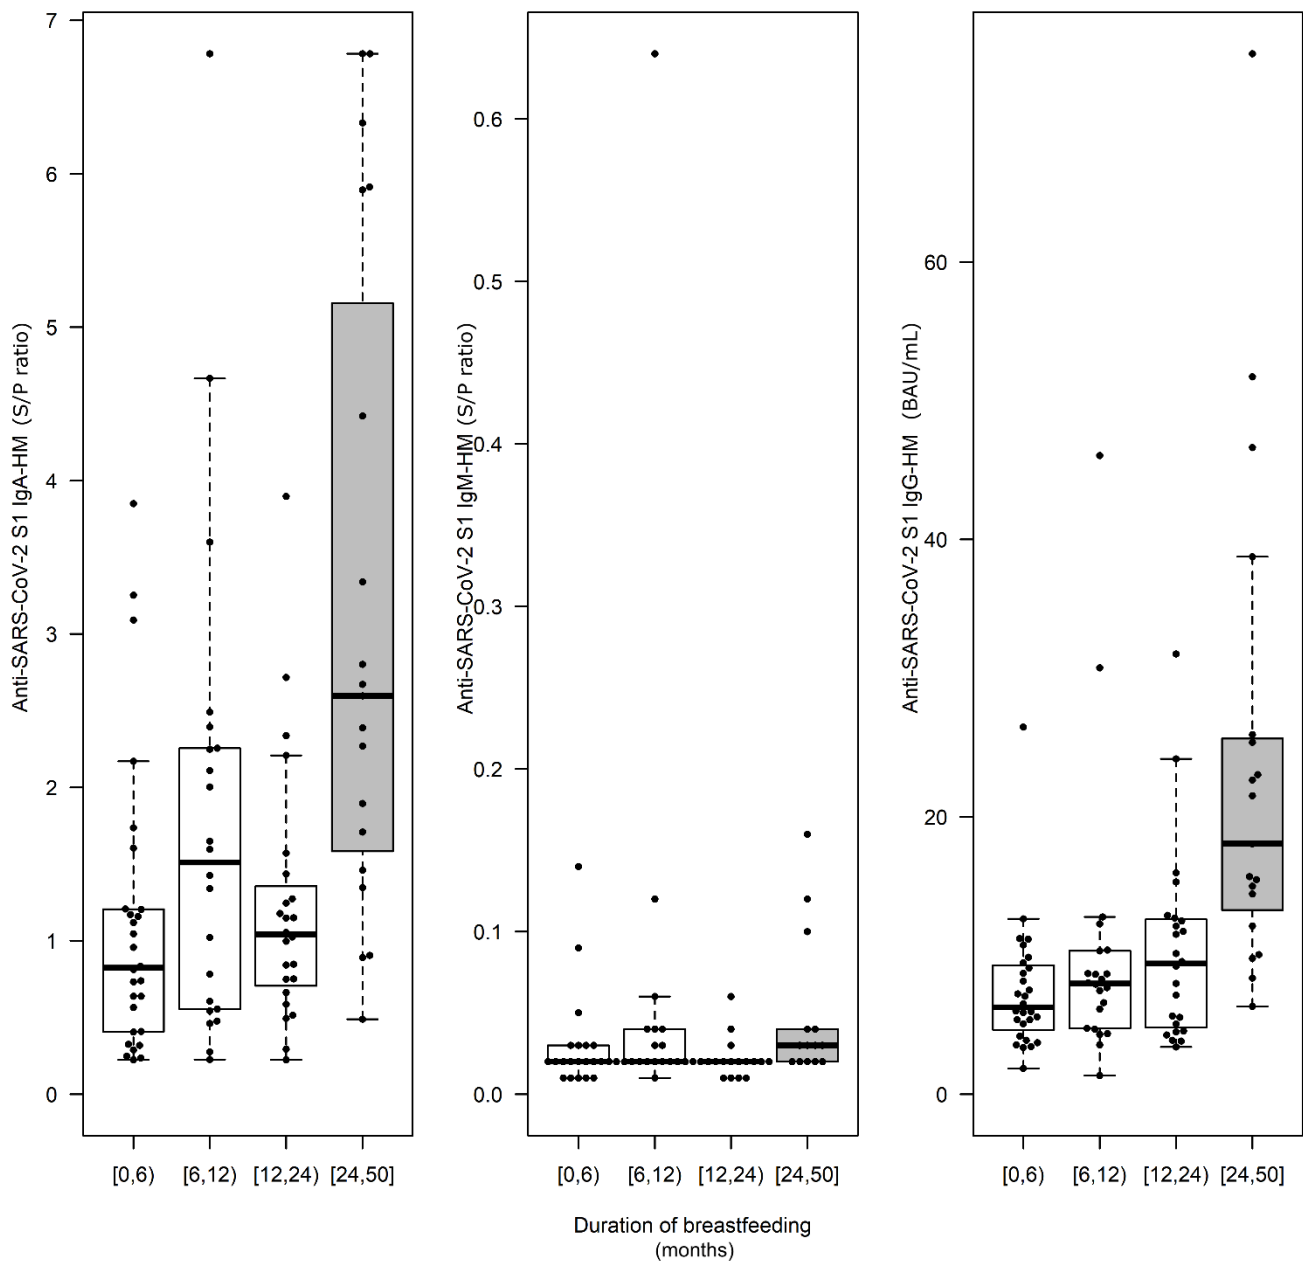 Anti-SARS-CoV-2 S1 IgA-HM (S/P ratio)
7
6
5
4
3
2
1
0
[0,6) [6,12) [12,24) [24,50]
Anti-SARS-CoV-2 S1 IgM-HM (S/P ratio)
0.6
0.5
0.4
0.3
0.2
0.1
0.0
[0,6) [6,12) [12,24) [24,50]
Anti-SARS-CoV-2 S1 IgG-HM (BAU/mL)
60
40
20
0
[0,6) [6,12) [12,24) [24,50]
Duration of breastfeeding
(months)